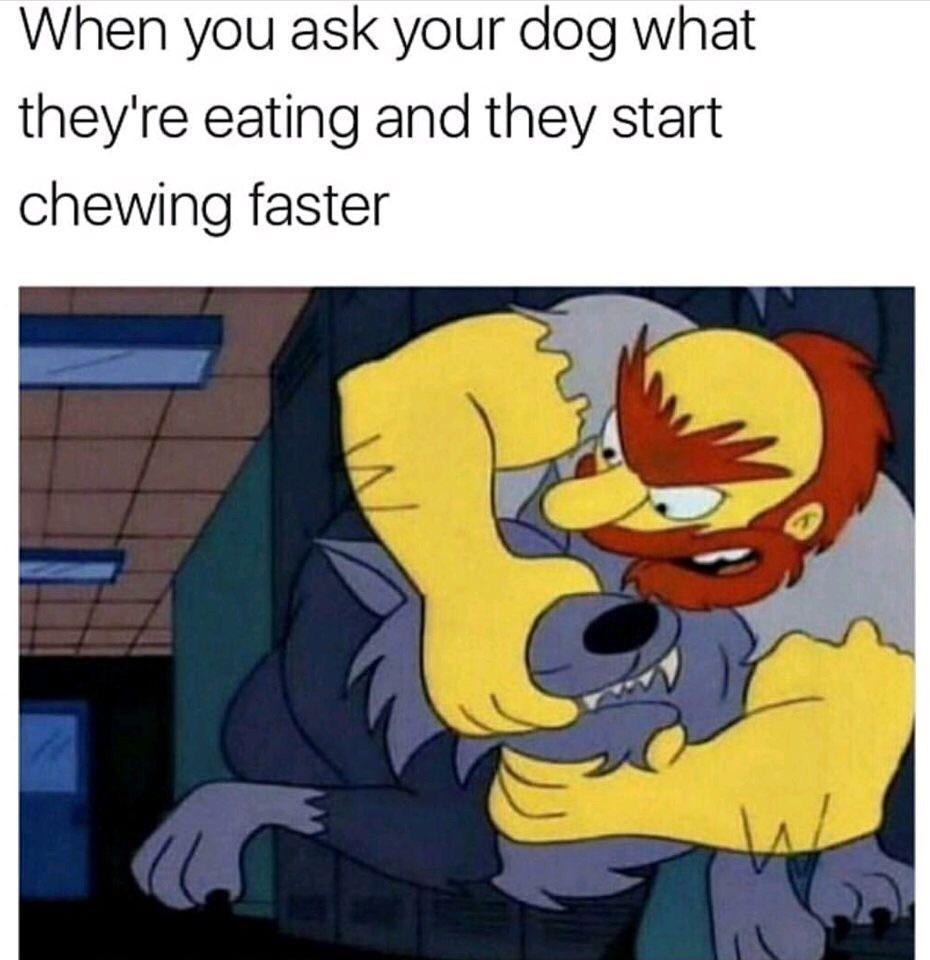 When you ask your dog what
they're eating and they start
chewing faster